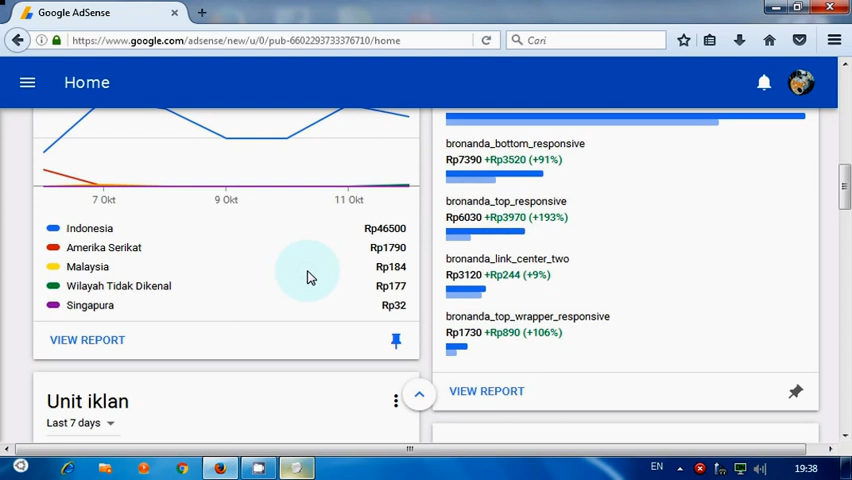 Google AdSense
https://www.google.com/adsense/new/u/0/pub-6602293733376710/home
Cari
Home
7 Okt
9 Okt
11 Okt
Indonesia Rp46500
Amerika Serikat Rp1790
Malaysia Rp184
Wilayah Tidak Dikenal Rp177
Singapura Rp32
VIEW REPORT
Unit iklan
Last 7 days
bronanda_bottom_responsive
Rp7390 +Rp3520 (+91%)
bronanda_top_responsive
Rp6030 +Rp3970 (+193%)
bronanda_link_center_two
Rp3120 +Rp244 (+9%)
bronanda_top_wrapper_responsive
Rp1730 +Rp890 (+106%)
VIEW REPORT
EN
19:38